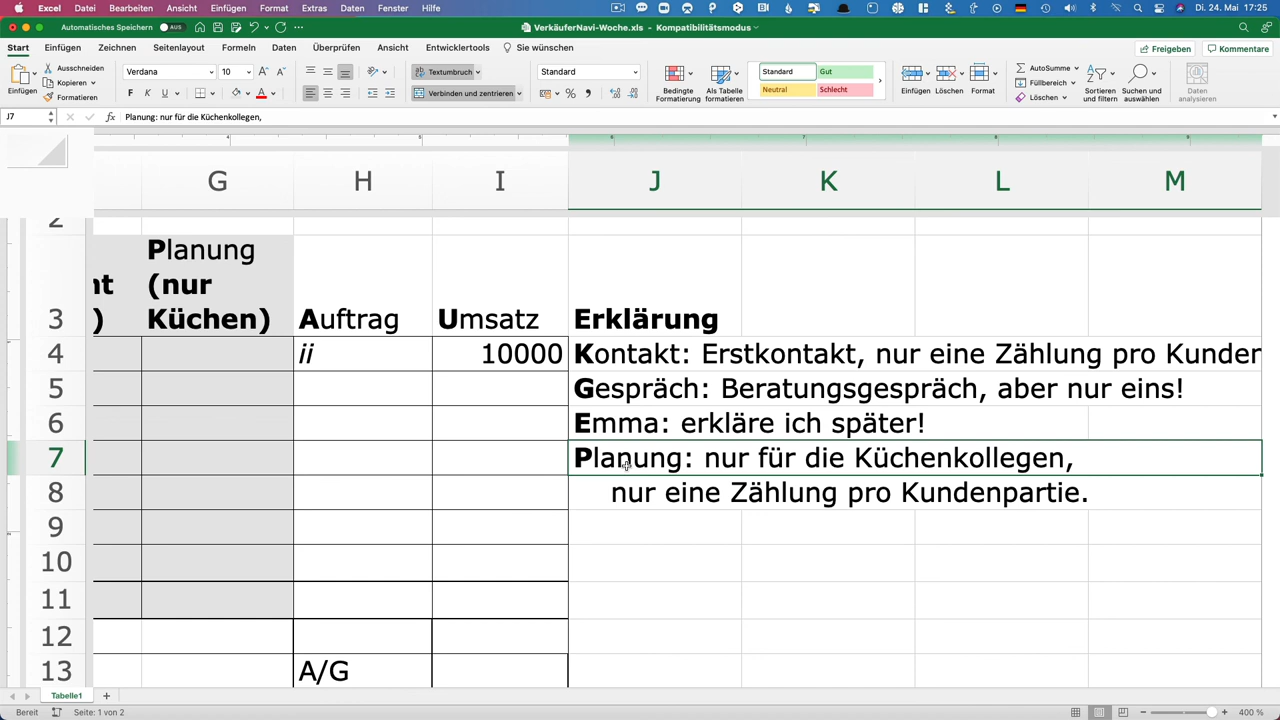 Excel Datei Bearbeiten Ansicht Einfügen Format Extras Daten Fenster Hilfe Di. 24. Mai 17:25
Automatisches Speichern AUS VerkäuferNavi-Woche.xls – Kompatibilitätsmodus
Start Einfügen Zeichnen Seitenlayout Formeln Daten Überprüfen Ansicht Entwicklertools Sie wünschen Freigeben Kommentare
Einfügen Ausschneiden Kopieren Formatieren
Verdana 10 F K U
Textumbruch Verbinden und zentrieren
Standard
Bedingte Formatierung Als Tabelle formatieren
Standard Gut
Neutral Schlecht
Einfügen Löschen Format
AutoSumme Füllbereich Löschen
Sortieren und filtern Suchen und auswählen
Daten analysieren
J7 fx Planung: nur für die Küchenkollegen,
G H I J K L M
2
Planung
nt (nur
3 ) Küchen) Auftrag Umsatz Erklärung
4 ii 10000 Kontakt: Erstkontakt, nur eine Zählung pro Kunden
5 Gespräch: Beratungsgespräch, aber nur eins!
6 Emma: erkläre ich später!
7 Planung: nur für die Küchenkollegen,
8 nur eine Zählung pro Kundenpartie.
9
10
11
12
13 A/G
Tabelle1 +
Bereit Seite: 1 von 2 400 %